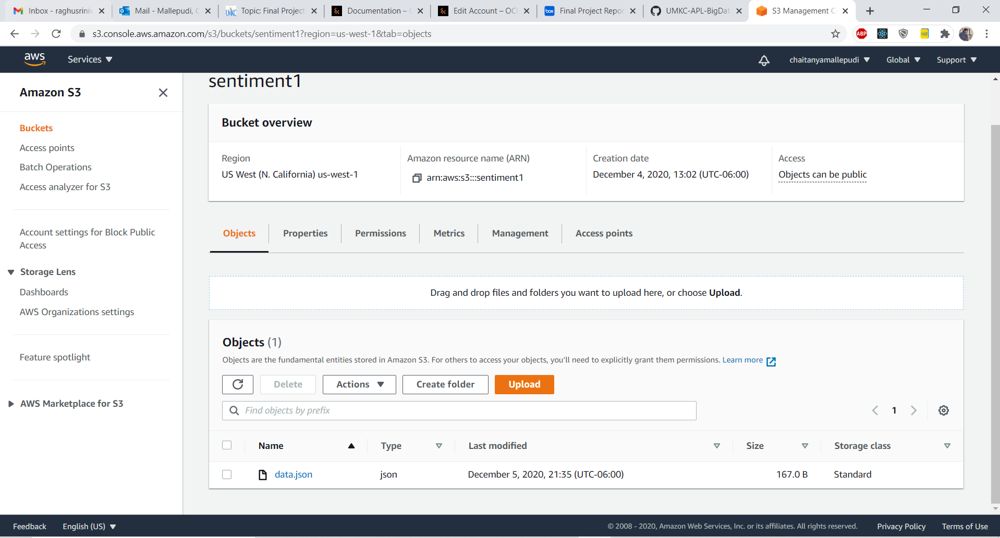 Inbox - raghusriniv
Mail - Mallepudi, C
Topic: Final Project
Documentation –
Edit Account – OC
Final Project Repor
UMKC-APL-BigDat
S3 Management C
s3.console.aws.amazon.com/s3/buckets/sentiment1?region=us-west-1&tab=objects
ABP
aws
Services
chaitanyamallepudi
Global
Support
Amazon S3
Buckets
Access points
Batch Operations
Access analyzer for S3
Account settings for Block Public
Access
Storage Lens
Dashboards
AWS Organizations settings
Feature spotlight
AWS Marketplace for S3
sentiment1
Bucket overview
Region
US West (N. California) us-west-1
Amazon resource name (ARN)
arn:aws:s3:::sentiment1
Creation date
December 4, 2020, 13:02 (UTC-06:00)
Access
Objects can be public
Objects
Properties
Permissions
Metrics
Management
Access points
Drag and drop files and folders you want to upload here, or choose Upload.
Objects (1)
Objects are the fundamental entities stored in Amazon S3. For others to access your objects, you'll need to explicitly grant them permissions. Learn more
Delete
Actions
Create folder
Upload
Find objects by prefix
1
Name
Type
Last modified
Size
Storage class
data.json
json
December 5, 2020, 21:35 (UTC-06:00)
167.0 B
Standard
Feedback
English (US)
© 2008 - 2020, Amazon Web Services, Inc. or its affiliates. All rights reserved.
Privacy Policy
Terms of Use